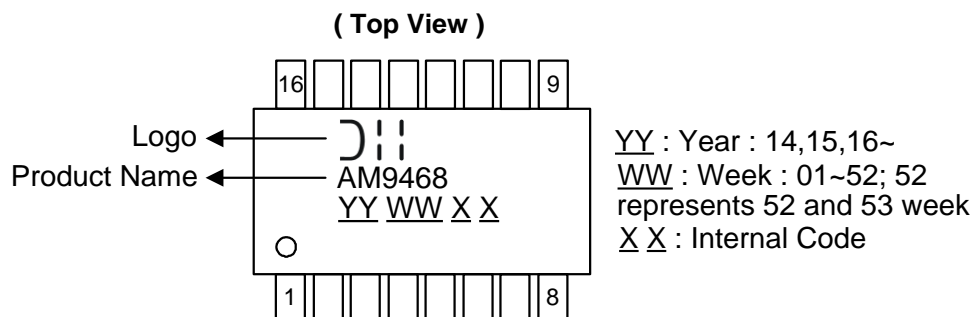 ( Top View )
16 9
Logo
Product Name
AM9468
YY WW X X
1 8
YY : Year : 14,15,16~
WW : Week : 01~52; 52
represents 52 and 53 week
X X : Internal Code